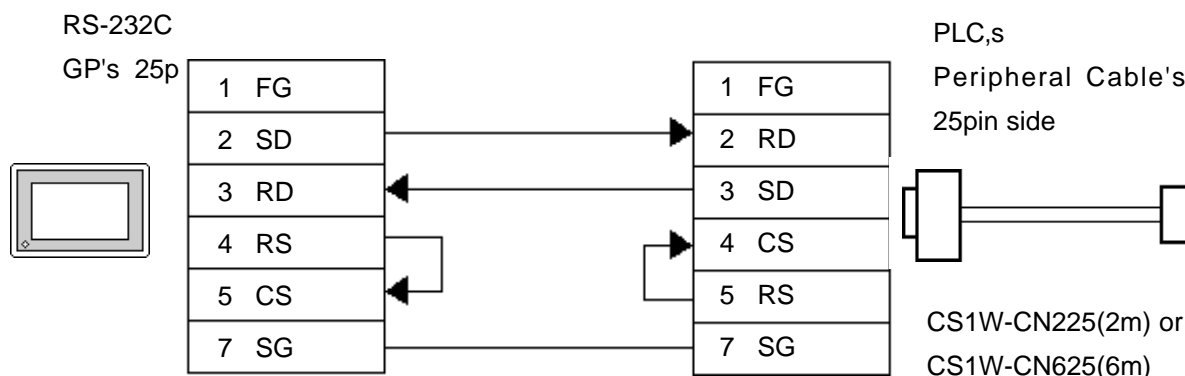 RS-232C
GP's 25p
1 FG
2 SD
3 RD
4 RS
5 CS
7 SG
1 FG
2 RD
3 SD
4 CS
5 RS
7 SG
PLC,s
Peripheral Cable's
25pin side
CS1W-CN225(2m) or
CS1W-CN625(6m)